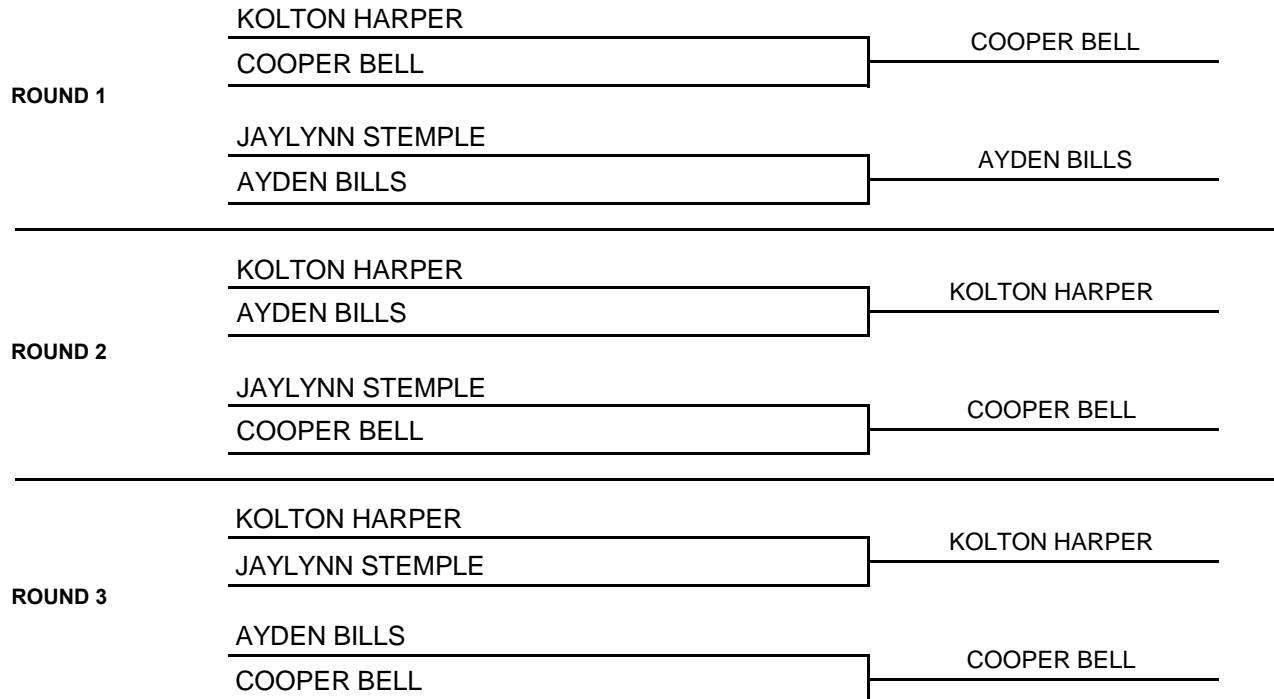 KOLTON HARPER
COOPER BELL
COOPER BELL
ROUND 1
JAYLYNN STEMPLE
AYDEN BILLS
AYDEN BILLS
KOLTON HARPER
KOLTON HARPER
AYDEN BILLS
ROUND 2
JAYLYNN STEMPLE
COOPER BELL
COOPER BELL
KOLTON HARPER
KOLTON HARPER
JAYLYNN STEMPLE
ROUND 3
AYDEN BILLS
COOPER BELL
COOPER BELL